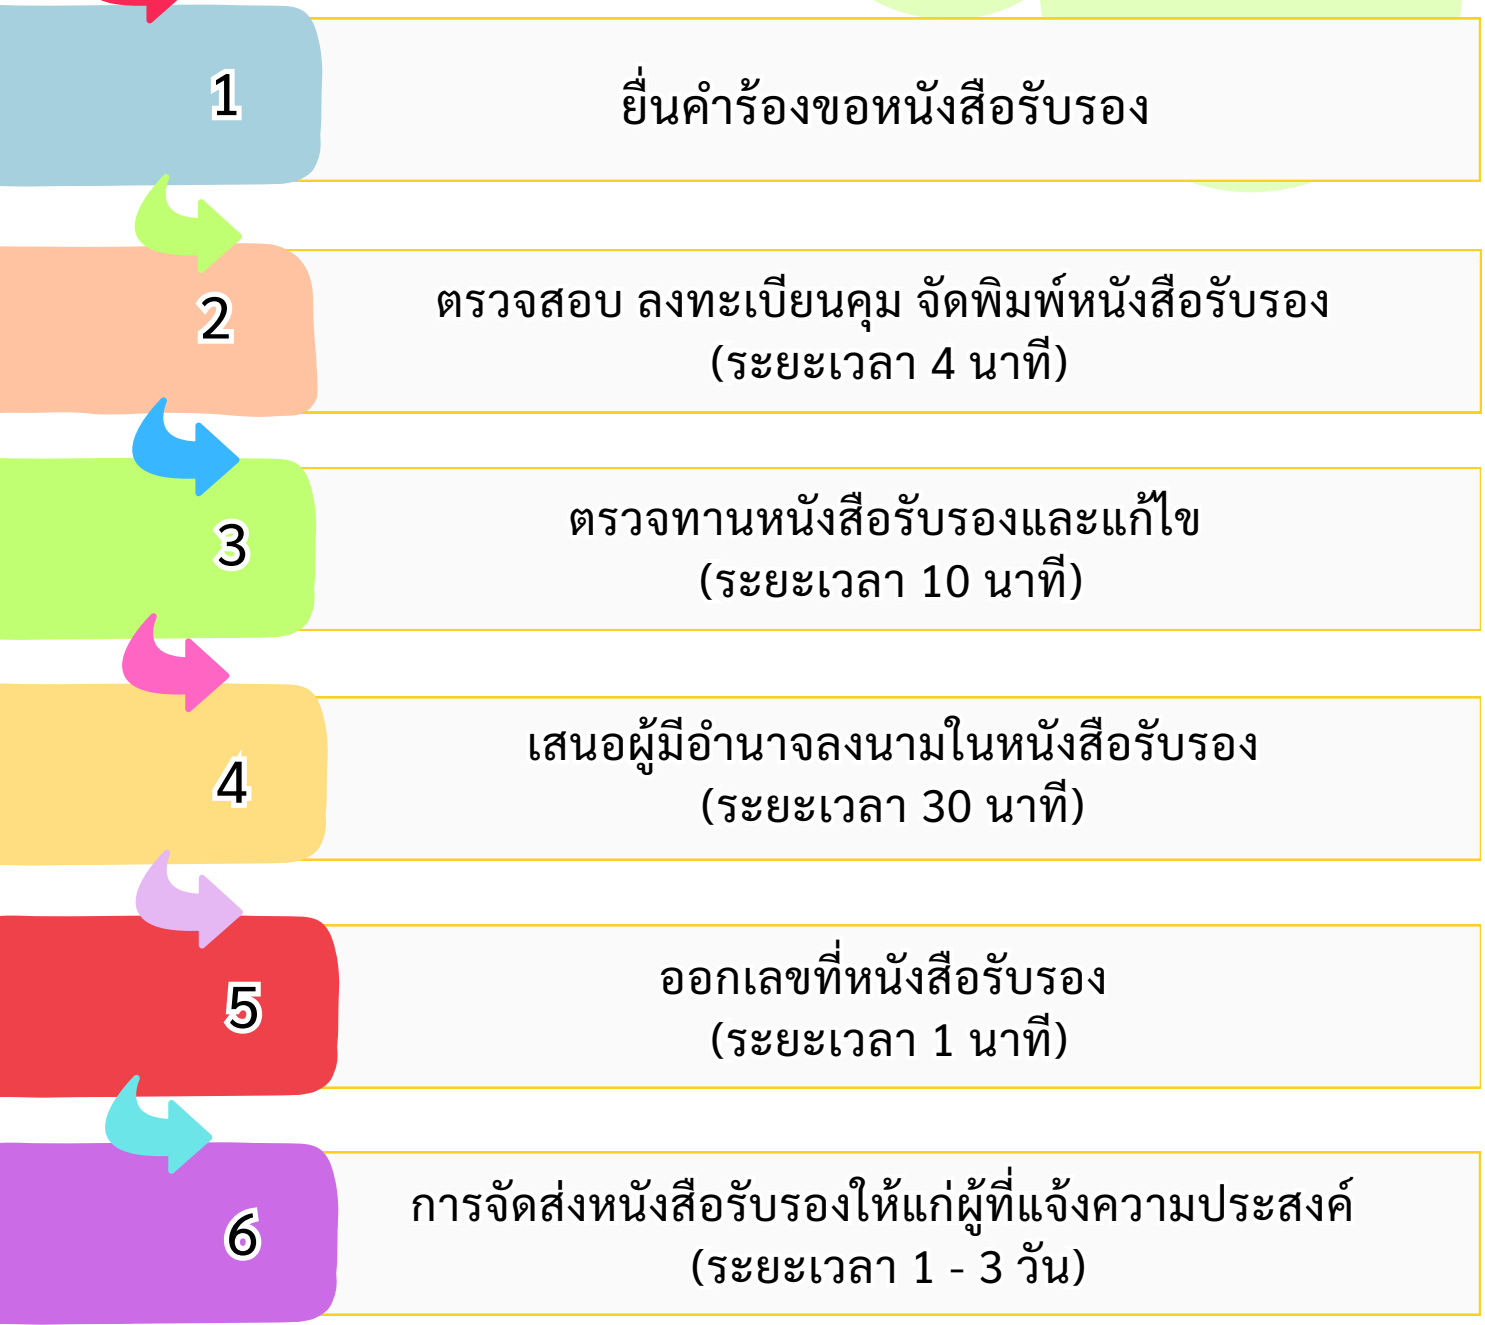 1
ยื่นคำร้องขอหนังสือรับรอง
2
ตรวจสอบ ลงทะเบียนคุม จัดพิมพ์หนังสือรับรอง
(ระยะเวลา 4 นาที)
3
ตรวจทานหนังสือรับรองและแก้ไข
(ระยะเวลา 10 นาที)
4
เสนอผู้มีอำนาจลงนามในหนังสือรับรอง
(ระยะเวลา 30 นาที)
5
ออกเลขที่หนังสือรับรอง
(ระยะเวลา 1 นาที)
6
การจัดส่งหนังสือรับรองให้แก่ผู้ที่แจ้งความประสงค์
(ระยะเวลา 1 - 3 วัน)